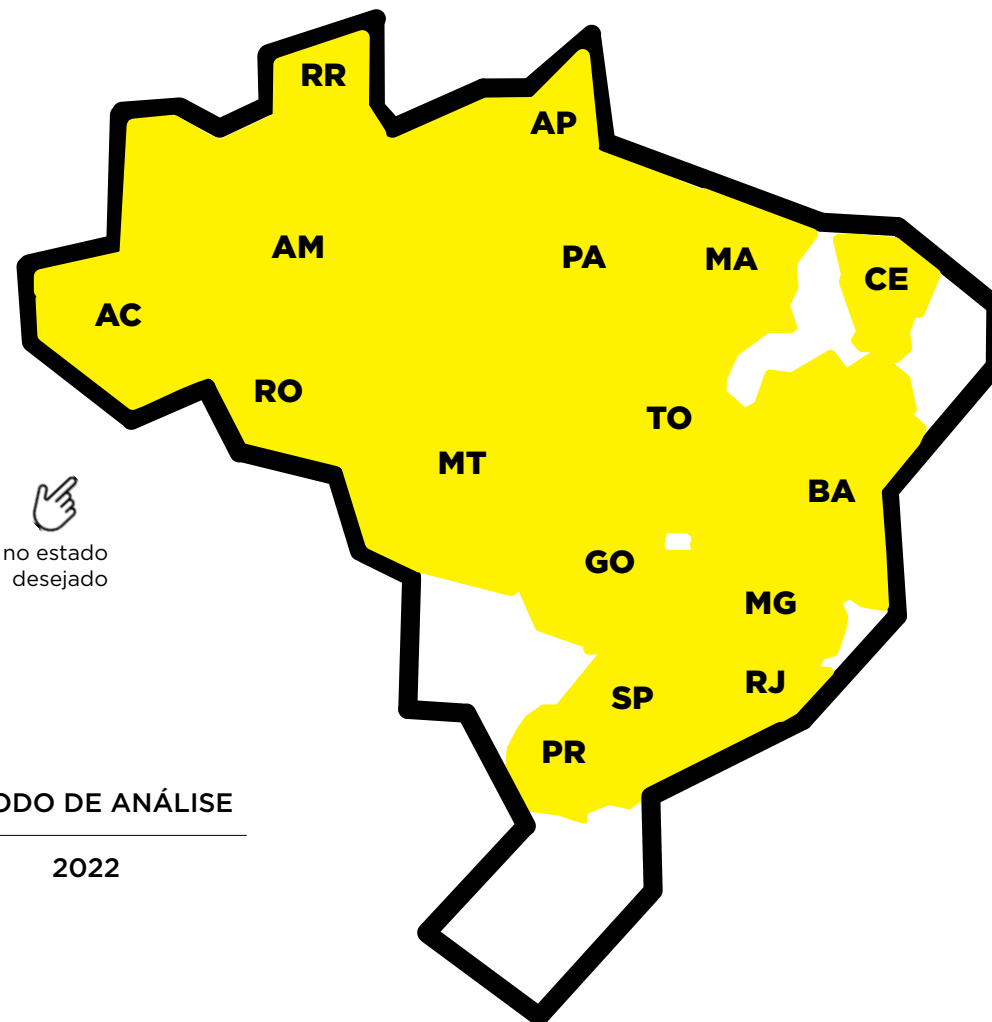 RR
AP
AM
PA
MA
CE
AC
RO
TO
MT
BA
no estado
desejado
GO
MG
RJ
SP
PR
ODO DE ANÁLISE
2022